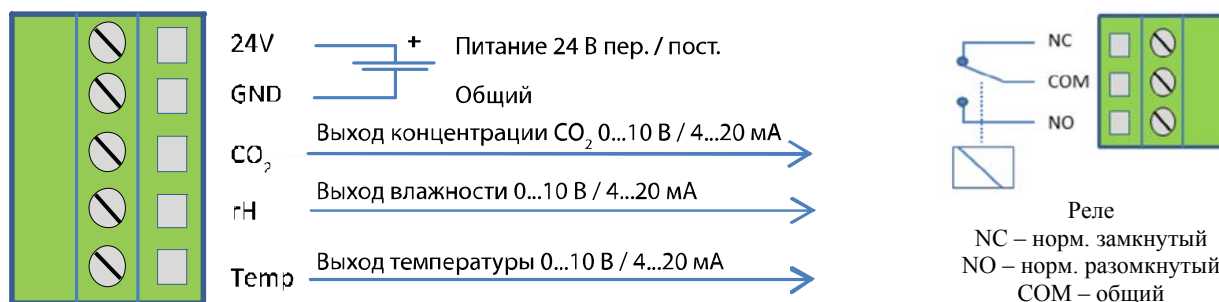 24V
+ Питание 24 В пер. / пост.
GND
Общий
CO₂
Выход концентрации CO₂ 0...10 В / 4...20 мА
rH
Выход влажности 0...10 В / 4...20 мА
Temp
Выход температуры 0...10 В / 4...20 мА
NC
COM
NO
Реле
NC – норм. замкнутый
NO – норм. разомкнутый
COM – общий